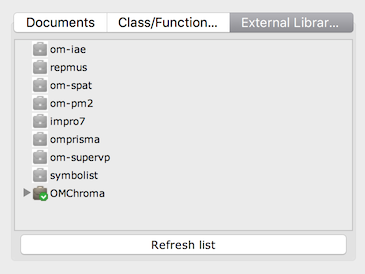 Documents Class/Function... External Librar...
om-iae
repmus
om-spat
om-pm2
impro7
omprisma
om-supervp
symbolist
OMChroma
Refresh list